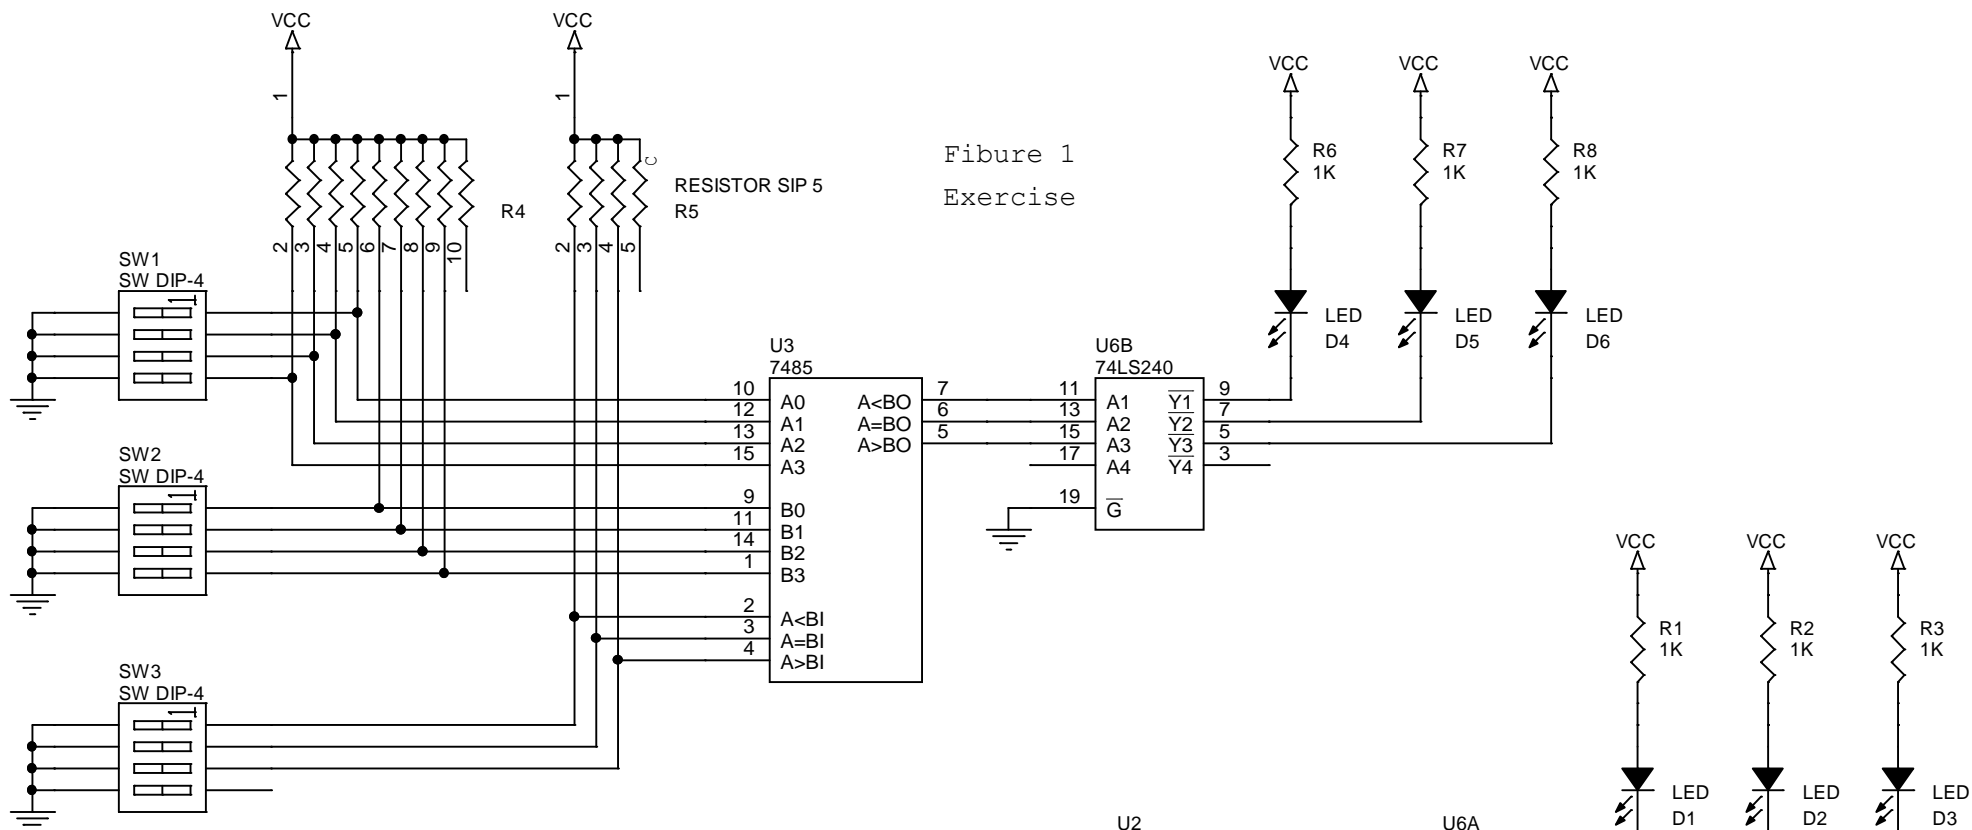 VCC
VCC
VCC
VCC
VCC
1
1
Fibure 1
Exercise
R6
1K
R7
1K
R8
1K
C
RESISTOR SIP 5
R4
R5
2
3
4
5
6
7
8
9
10
2
3
4
5
SW1
SW DIP-4
1
LED
D4
LED
D5
LED
D6
U3
7485
10 A0
12 A1
13 A2
15 A3
9 B0
11 B1
14 B2
1 B3
2 A<BI
3 A=BI
4 A>BI
A<BO 7
A=BO 6
A>BO 5
U6B
74LS240
11 A1 Y1 9
13 A2 Y2 7
15 A3 Y3 5
17 A4 Y4 3
19 G
SW2
SW DIP-4
1
VCC
VCC
VCC
R1
1K
R2
1K
R3
1K
SW3
SW DIP-4
1
LED
D1
LED
D2
LED
D3
U2
U6A